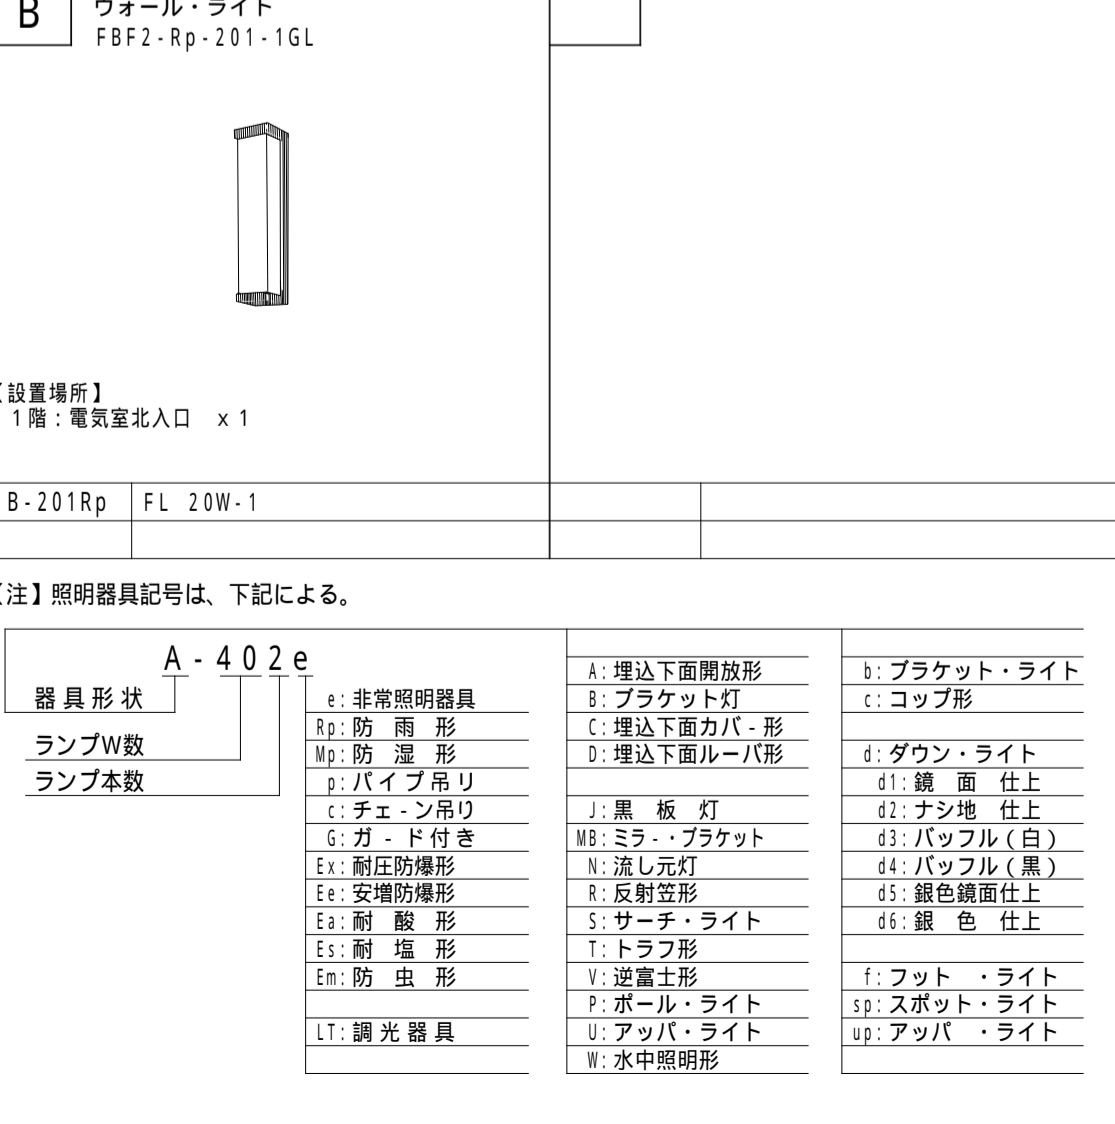 B
ウォール・ライト
FBF2-Rp-201-1GL
【設置場所】
1階:電気室北入口 x1
B-201Rp FL 20W-1
【注】照明器具記号は、下記による。
A-402e
器具形状
ランプW数
ランプ本数
e:非常照明器具
Rp:防 雨 形
Mp:防 湿 形
p:パイプ吊リ
c:チェ-ン吊り
G:ガ-ド付き
Ex:耐圧防爆形
Ee:安増防爆形
Ea:耐 酸 形
Es:耐 塩 形
Em:防 虫 形
LT:調光器具
A:埋込下面開放形
B:ブラケット灯
C:埋込下面カバ-形
D:埋込下面ルーバ形
J:黒 板 灯
MB:ミラ-・ブラケット
N:流し元灯
R:反射笠形
S:サーチ・ライト
T:トラフ形
V:逆富士形
P:ポール・ライト
U:アッパ・ライト
W:水中照明形
b:ブラケット・ライト
c:コップ形
d:ダウン・ライト
d1:鏡 面 仕上
d2:ナシ地 仕上
d3:バッフル(白)
d4:バッフル(黒)
d5:銀色鏡面仕上
d6:銀 色 仕上
f:フット ・ライト
sp:スポット・ライト
up:アッパ ・ライト